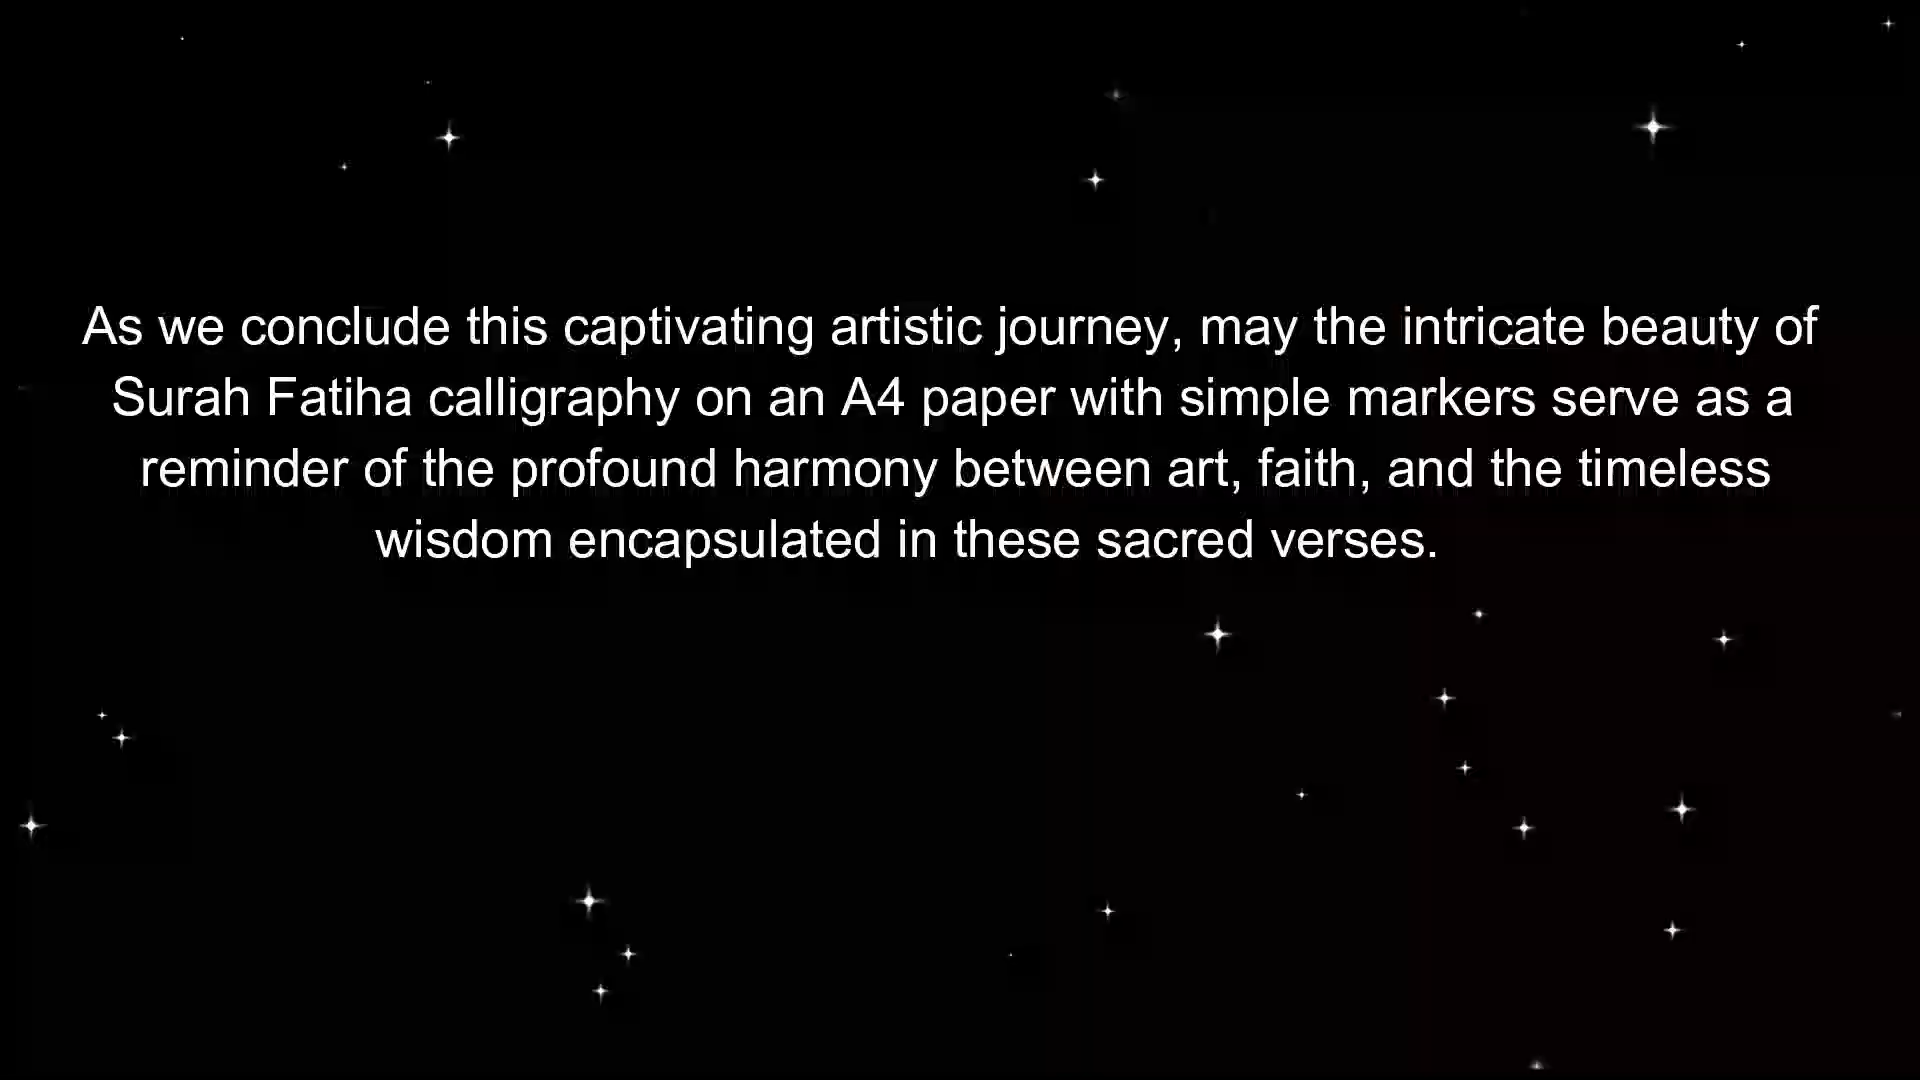 As we conclude this captivating artistic journey, may the intricate beauty of
Surah Fatiha calligraphy on an A4 paper with simple markers serve as a
reminder of the profound harmony between art, faith, and the timeless
wisdom encapsulated in these sacred verses.